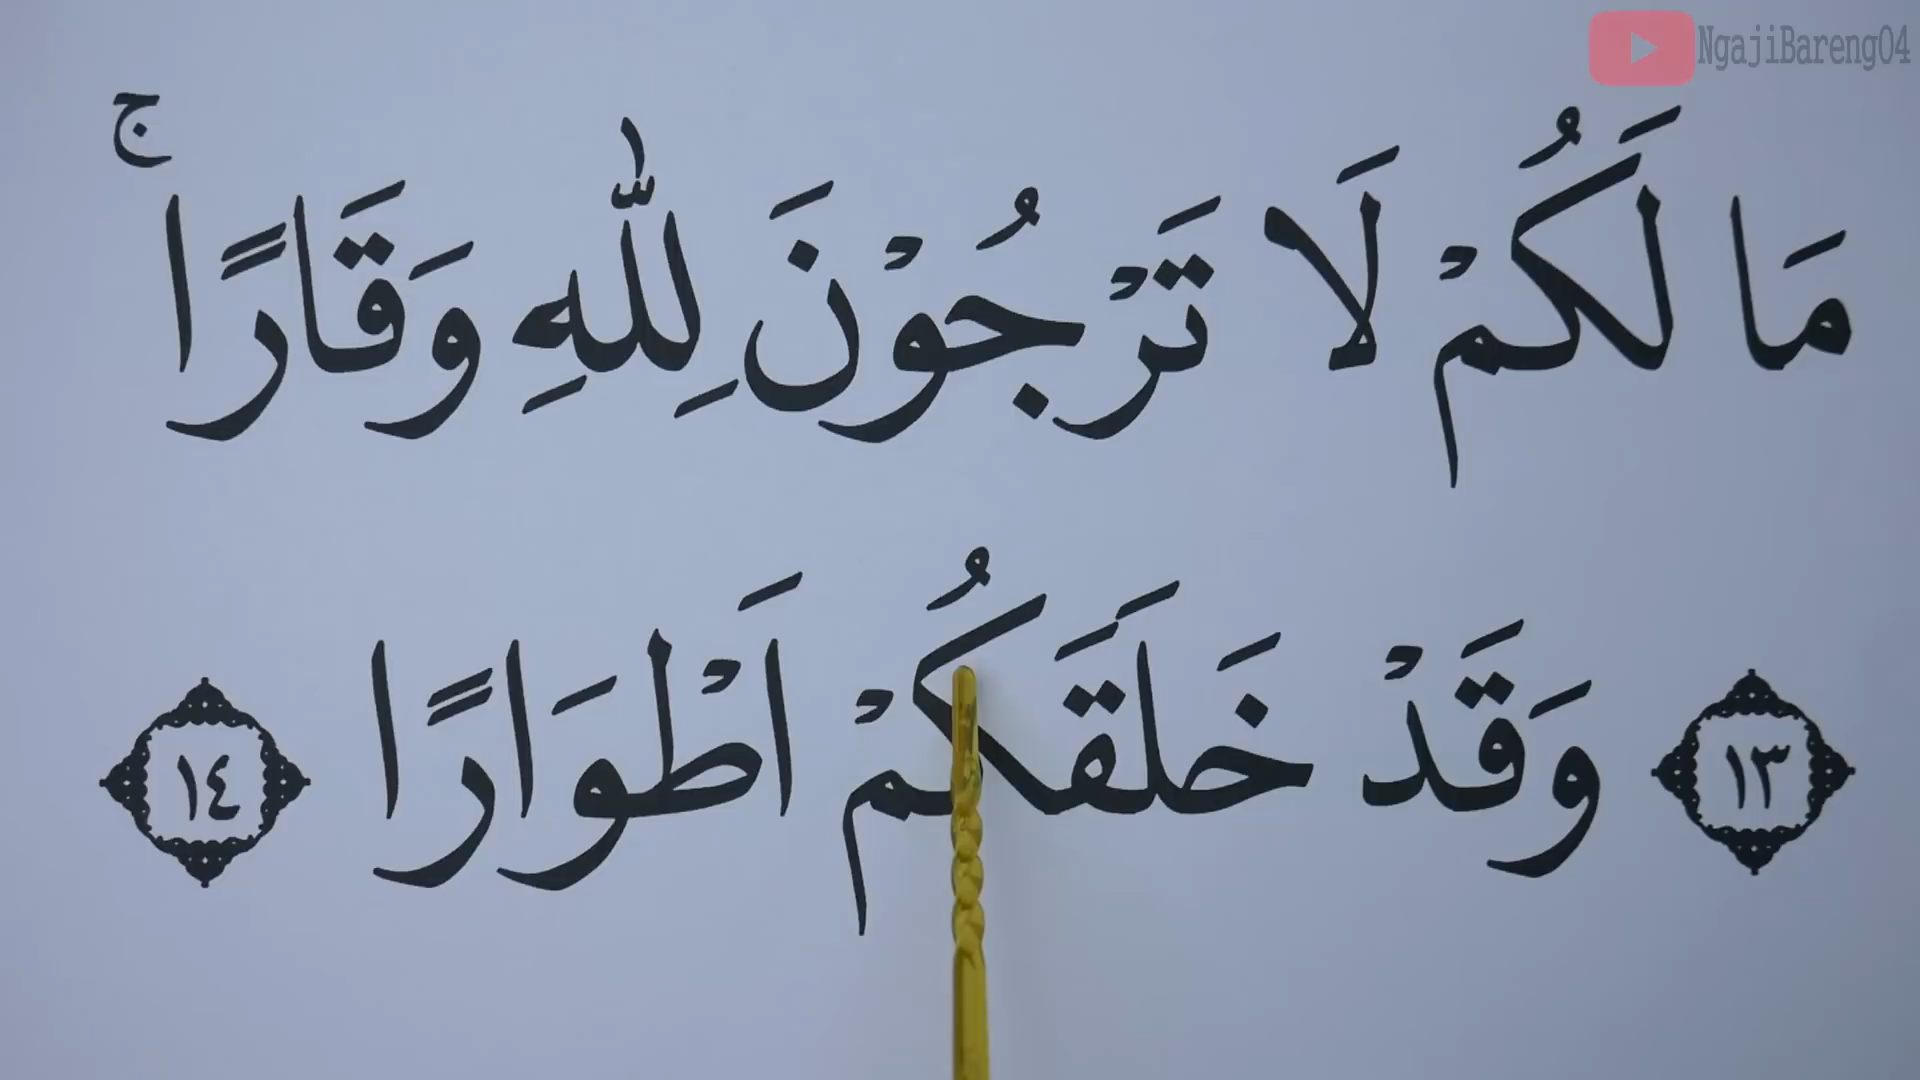 NgajiBareng04
مَا لَكُمْ لَا تَرْجُوْنَ لِلّٰهِ وَقَارًاۚ
١٣ وَقَدْ خَلَقَكُمْ اَطْوَارًا ١٤